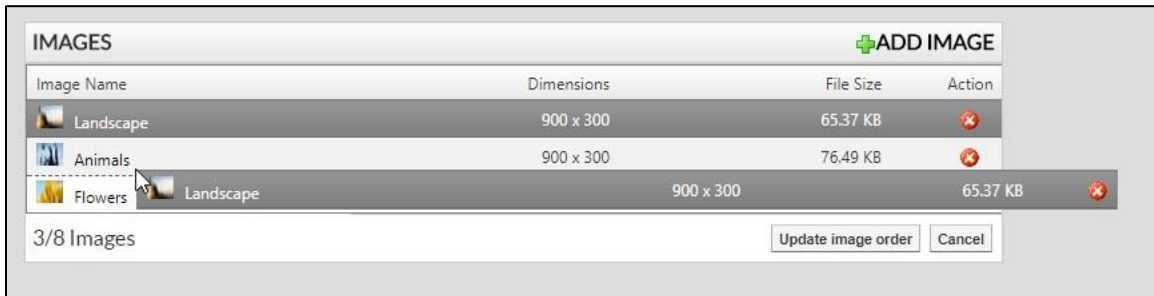 IMAGES ADD IMAGE
Image Name Dimensions File Size Action
Landscape 900 x 300 65.37 KB
Animals 900 x 300 76.49 KB
Flowers Landscape 900 x 300 65.37 KB
3/8 Images Update image order Cancel